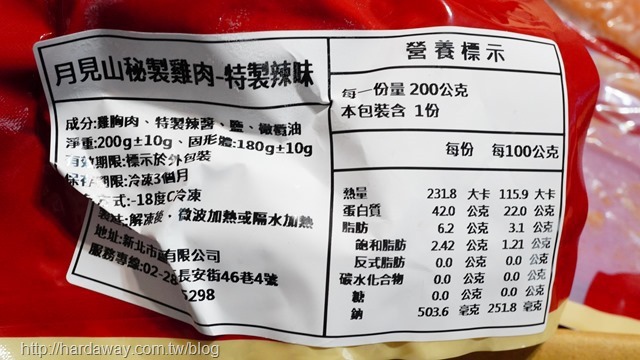 月見山秘製雞肉-特製辣味
成分:雞胸肉、特製辣醬、鹽、橄欖油
淨重:200g±10g、固形體:180g±10g
有效期限:標示於外包裝
保存期限:冷凍3個月
方式:-18度C冷凍
解凍後,微波加熱或隔水加熱
地址:新北市 有限公司
長安街46巷4號
服務專線:02-2
5298
營養標示
每一份量 200公克
本包裝含 1份
每份 每100公克
熱量 231.8 大卡 115.9 大卡
蛋白質 42.0 公克 22.0 公克
脂肪 6.2 公克 3.1 公克
飽和脂肪 2.42 公克 1.21 公克
反式脂肪 0.0 公克 0.0 公克
碳水化合物 0.0 公克 0.0 公克
糖 0.0 公克 0.0 公克
鈉 503.6 毫克 251.8 毫克
http://hardaway.com.tw/blog